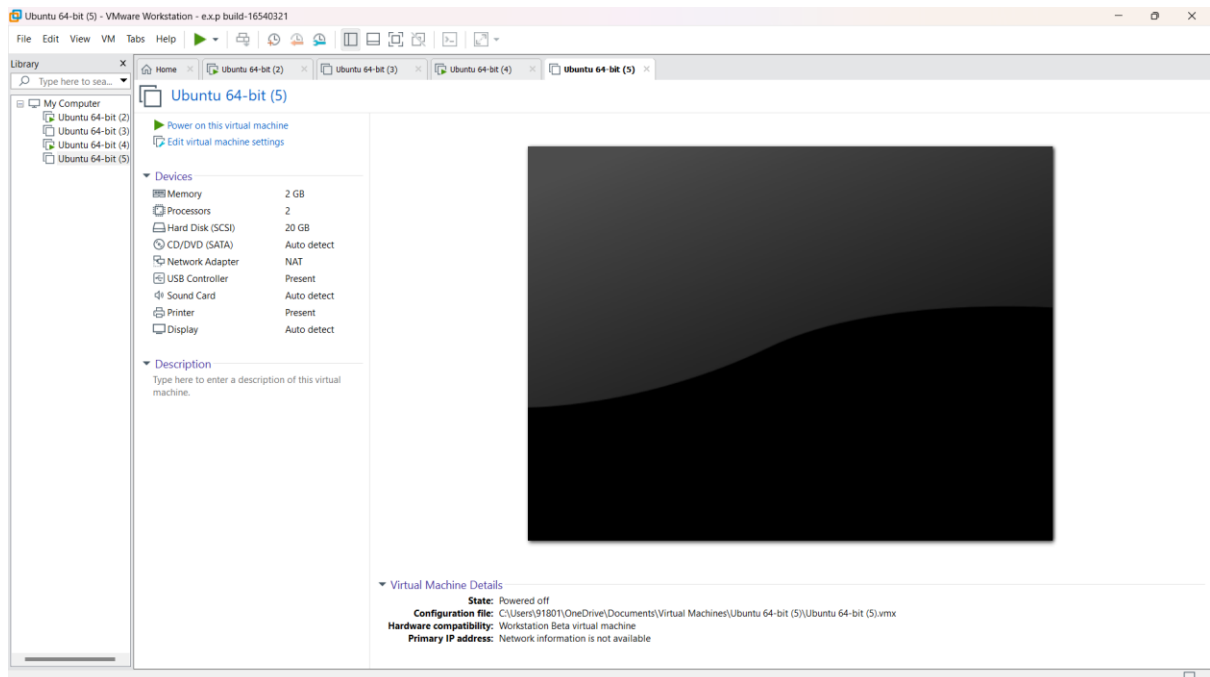 Ubuntu 64-bit (5) - VMware Workstation - e.x.p build-16540321
File Edit View VM Tabs Help
Library X
Type here to sea...
My Computer
Ubuntu 64-bit (2)
Ubuntu 64-bit (3)
Ubuntu 64-bit (4)
Ubuntu 64-bit (5)
Home Ubuntu 64-bit (2) Ubuntu 64-bit (3) Ubuntu 64-bit (4) Ubuntu 64-bit (5)
Ubuntu 64-bit (5)
Power on this virtual machine
Edit virtual machine settings
Devices
Memory 2 GB
Processors 2
Hard Disk (SCSI) 20 GB
CD/DVD (SATA) Auto detect
Network Adapter NAT
USB Controller Present
Sound Card Auto detect
Printer Present
Display Auto detect
Description
Type here to enter a description of this virtual
machine.
Virtual Machine Details
State: Powered off
Configuration file: C:\Users\91801\OneDrive\Documents\Virtual Machines\Ubuntu 64-bit (5)\Ubuntu 64-bit (5).vmx
Hardware compatibility: Workstation Beta virtual machine
Primary IP address: Network information is not available